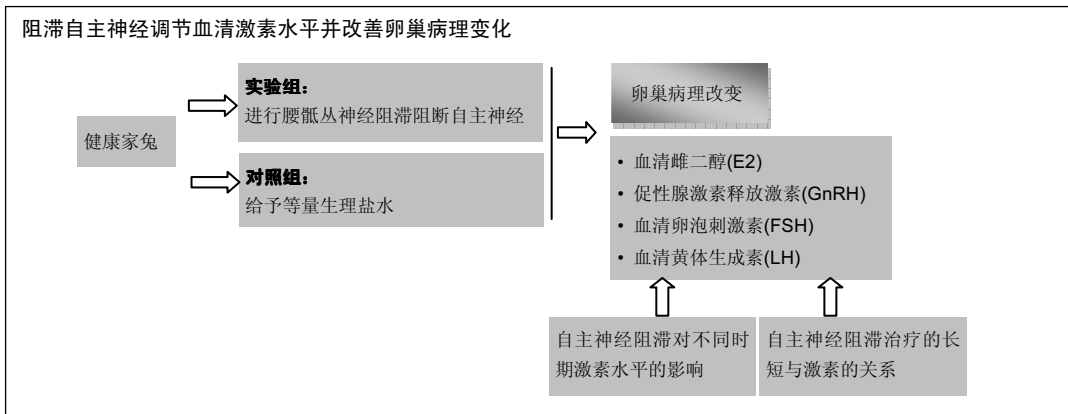 阻滞自主神经调节血清激素水平并改善卵巢病理变化
健康家兔
实验组：
进行腰骶丛神经阻滞阻断自主神经
对照组：
给予等量生理盐水
卵巢病理改变
• 血清雌二醇(E2)
• 促性腺激素释放激素(GnRH)
• 血清卵泡刺激素(FSH)
• 血清黄体生成素(LH)
自主神经阻滞对不同时
期激素水平的影响
自主神经阻滞治疗的长
短与激素的关系